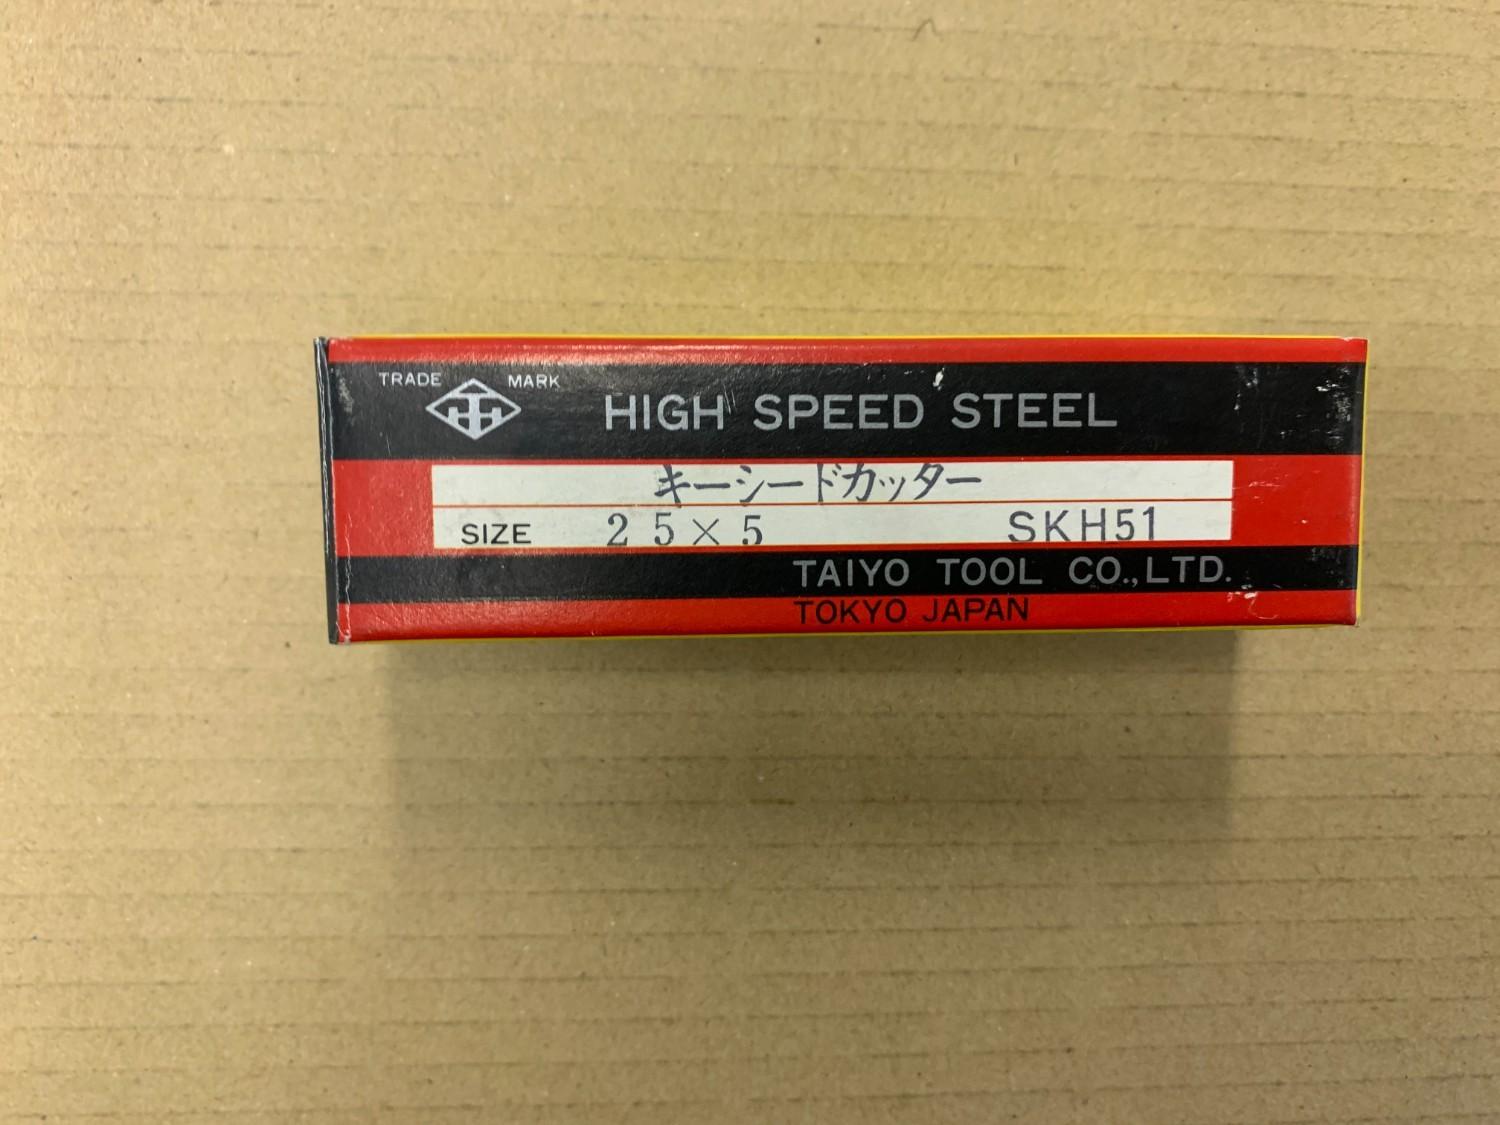 TRADE MARK
HIGH SPEED STEEL
キーシードカッター
SIZE 25×5 SKH51
TAIYO TOOL CO.,LTD.
TOKYO JAPAN